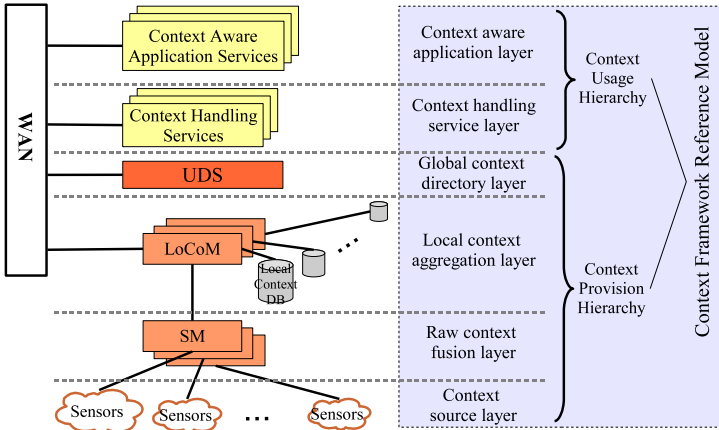 WAN
Context Aware
Application Services
Context Handling
Services
UDS
LoCoM
Local
Context
DB
...
SM
Sensors
Sensors
...
Sensors
Context aware
application layer
Context handling
service layer
Global context
directory layer
Local context
aggregation layer
Raw context
fusion layer
Context
source layer
Context
Usage
Hierarchy
Context
Provision
Hierarchy
Context Framework Reference Model